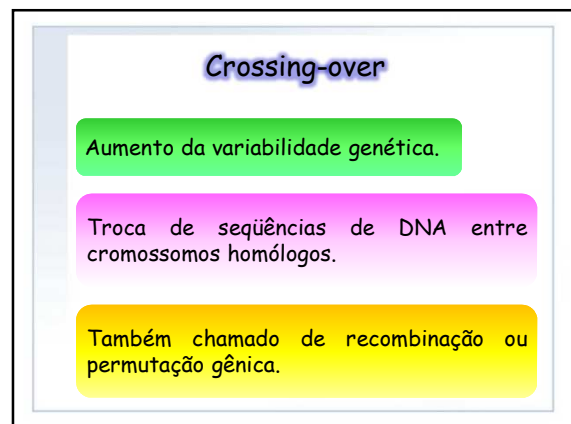 Crossing-over
Aumento da variabilidade genética.
Troca de seqüências de DNA entre
cromossomos homólogos.
Também chamado de recombinação ou
permutação gênica.